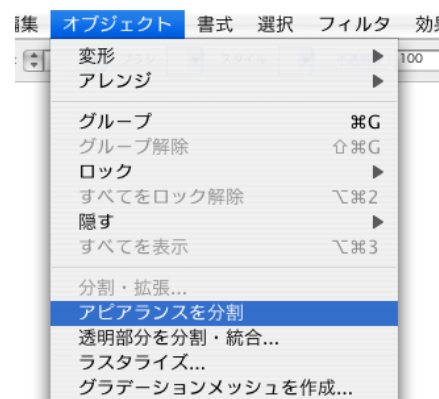 集 オブジェクト 書式 選択 フィルタ 効
100
変形
アレンジ
グループ ⌘G
グループ解除 ⇧⌘G
ロック
すべてをロック解除 ⌥⌘2
隠す
すべてを表示 ⌥⌘3
分割・拡張...
アピアランスを分割
透明部分を分割・統合...
ラスタライズ...
グラデーションメッシュを作成...